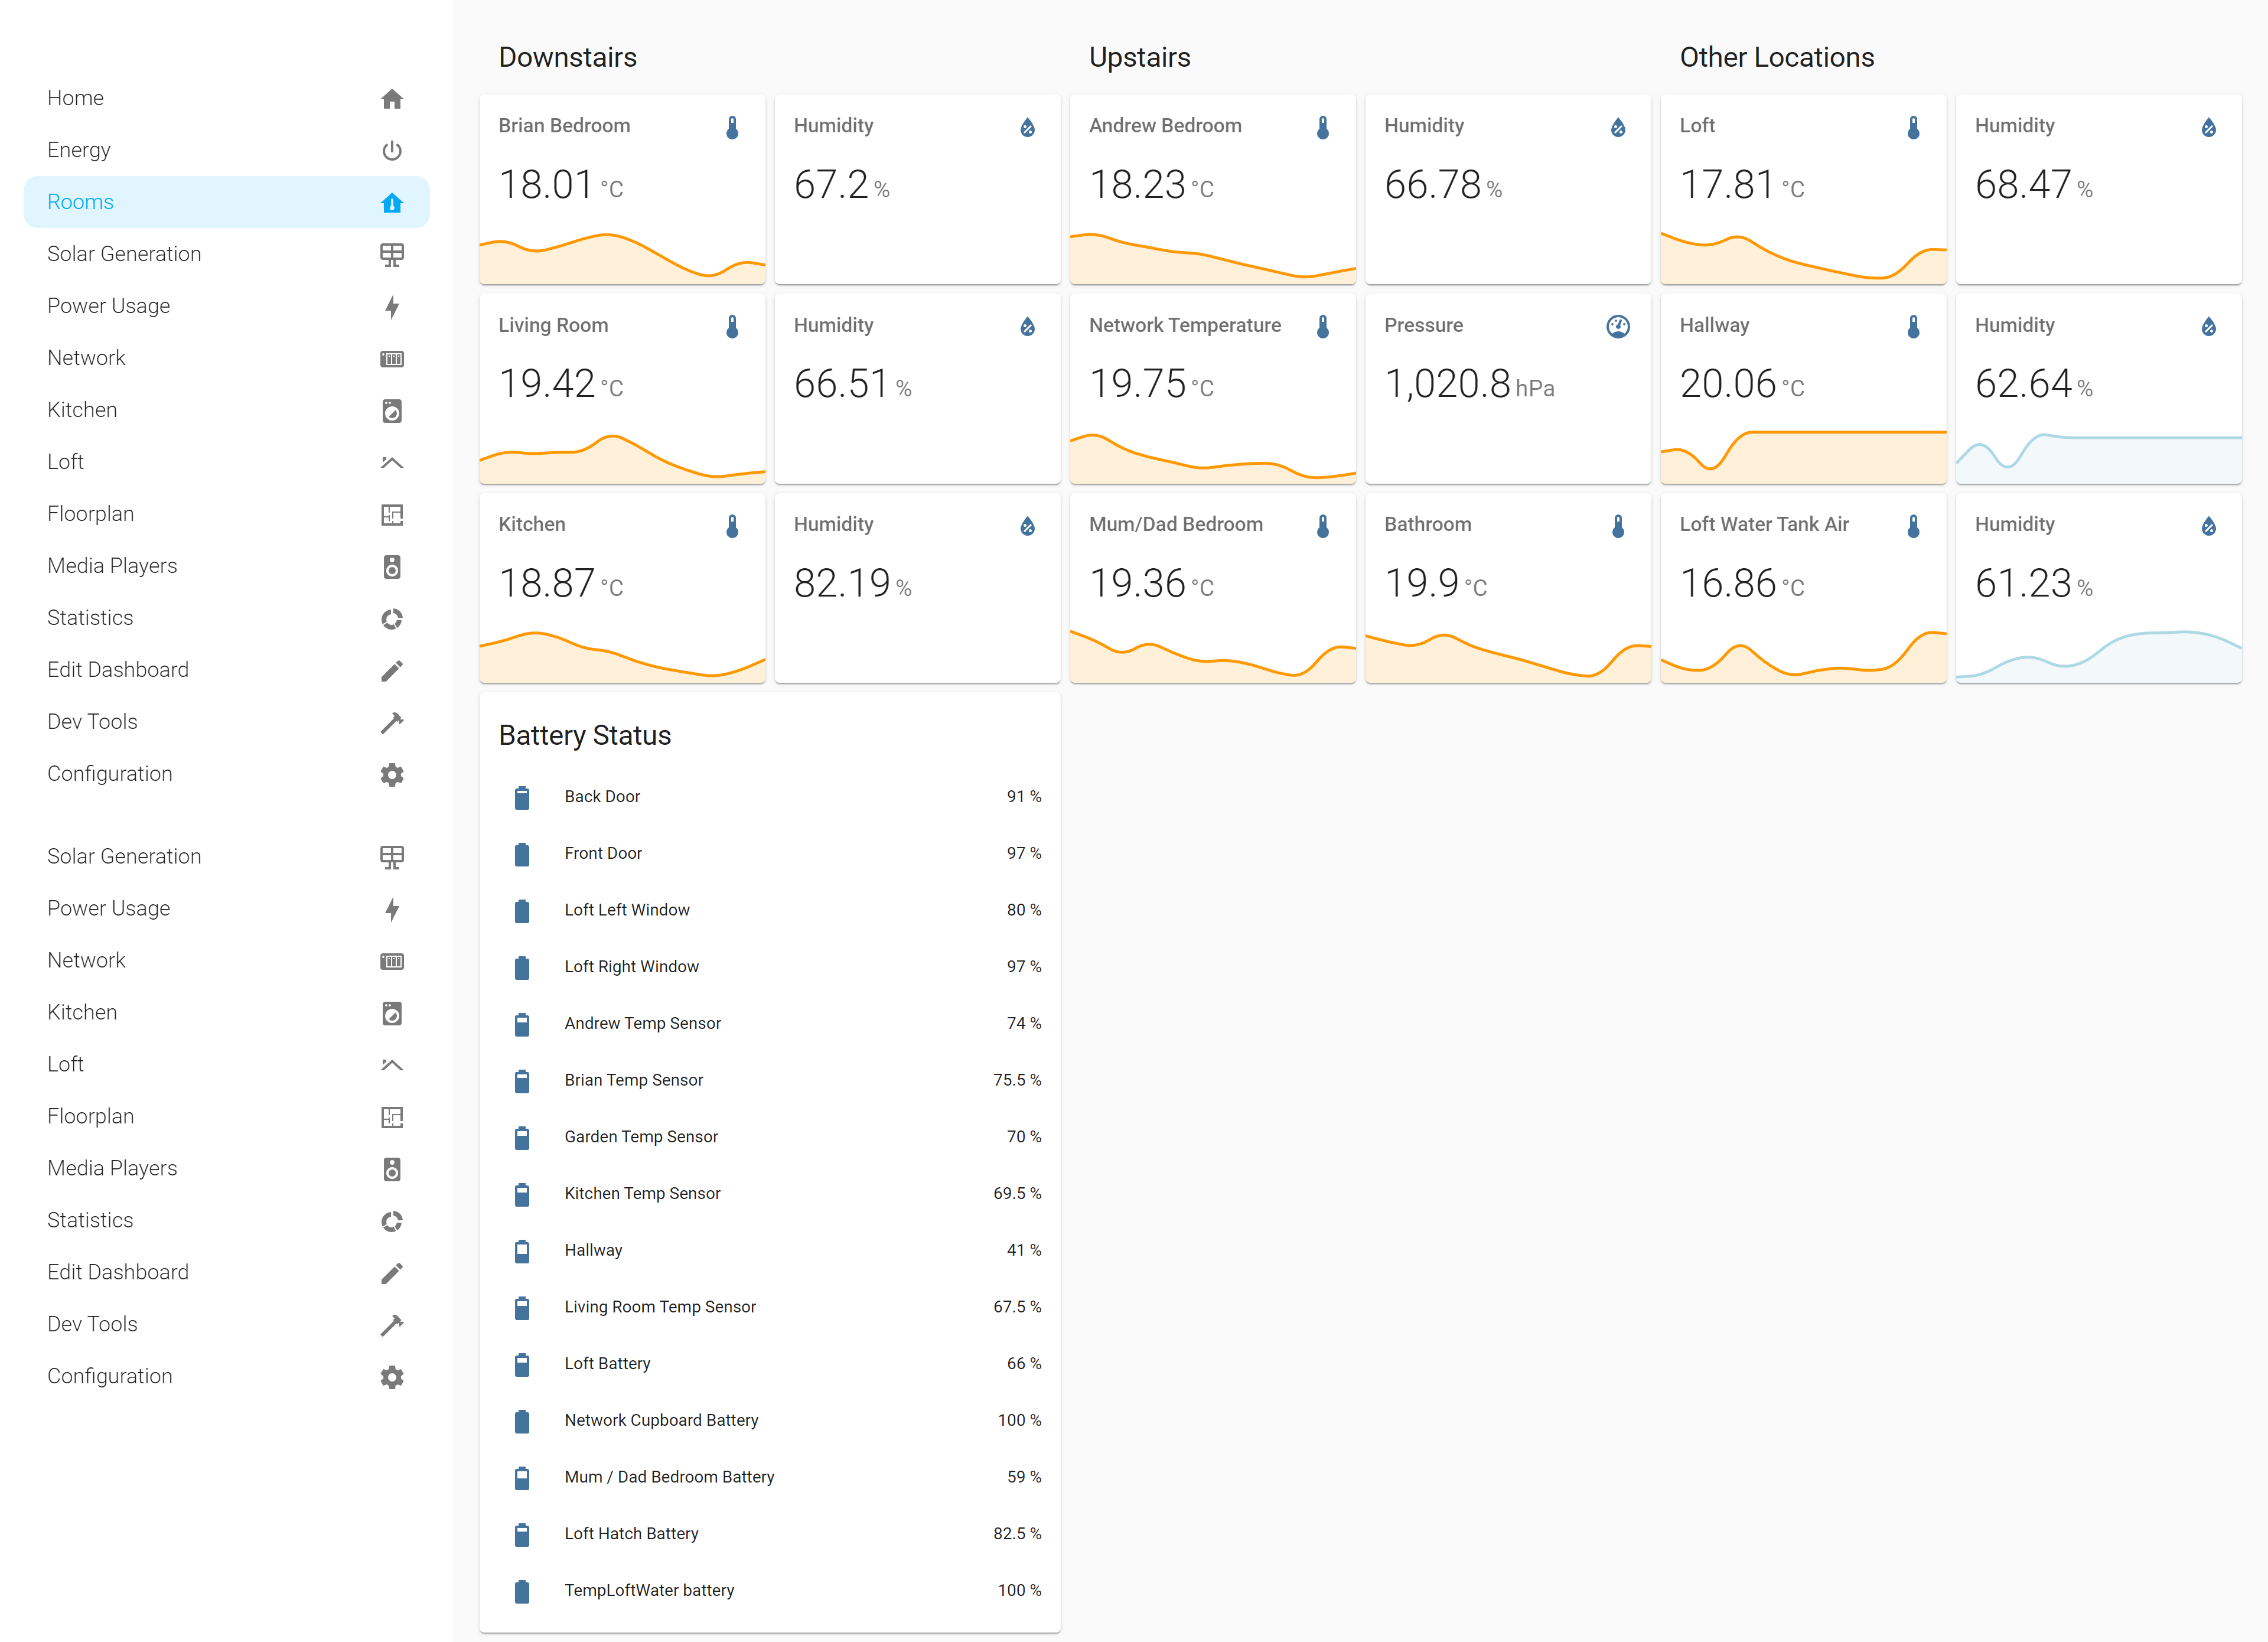 Home
Energy
Rooms
Solar Generation
Power Usage
Network
Kitchen
Loft
Floorplan
Media Players
Statistics
Edit Dashboard
Dev Tools
Configuration
Solar Generation
Power Usage
Network
Kitchen
Loft
Floorplan
Media Players
Statistics
Edit Dashboard
Dev Tools
Configuration
Downstairs
Brian Bedroom
18.01 °C
Humidity
67.2 %
Living Room
19.42 °C
Humidity
66.51 %
Kitchen
18.87 °C
Humidity
82.19 %
Upstairs
Andrew Bedroom
18.23 °C
Humidity
66.78 %
Network Temperature
19.75 °C
Pressure
1,020.8 hPa
Mum/Dad Bedroom
19.36 °C
Bathroom
19.9 °C
Other Locations
Loft
17.81 °C
Humidity
68.47 %
Hallway
20.06 °C
Humidity
62.64 %
Loft Water Tank Air
16.86 °C
Humidity
61.23 %
Battery Status
Back Door 91 %
Front Door 97 %
Loft Left Window 80 %
Loft Right Window 97 %
Andrew Temp Sensor 74 %
Brian Temp Sensor 75.5 %
Garden Temp Sensor 70 %
Kitchen Temp Sensor 69.5 %
Hallway 41 %
Living Room Temp Sensor 67.5 %
Loft Battery 66 %
Network Cupboard Battery 100 %
Mum / Dad Bedroom Battery 59 %
Loft Hatch Battery 82.5 %
TempLoftWater battery 100 %